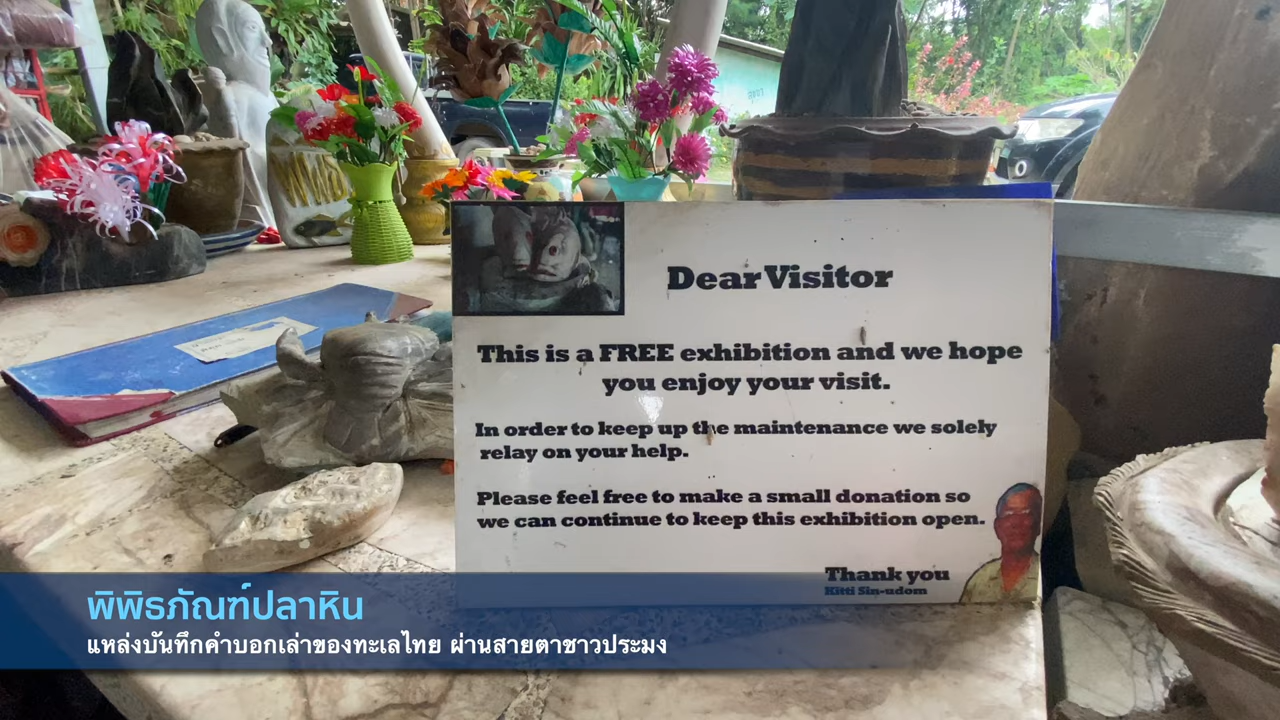 Dear Visitor
This is a FREE exhibition and we hope
you enjoy your visit.
In order to keep up the maintenance we solely
relay on your help.
Please feel free to make a small donation so
we can continue to keep this exhibition open.
Thank you
Kitti Sin-udom
พิพิธภัณฑ์ปลาหิน
แหล่งบันทึกคำบอกเล่าของทะเลไทย ผ่านสายตาชาวประมง